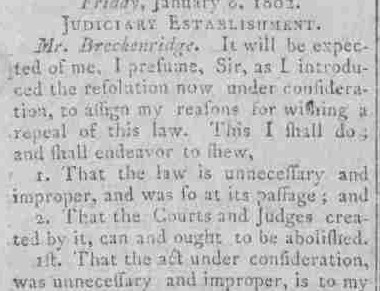 Friday, January 8, 1802.
JUDICIARY ESTABLISHMENT.
Mr. Breckenridge. It will be expec-
ted of me, I preſume, Sir, as I introdu-
ced the reſolation now under conſidera-
tion, to aſſign my reaſons for wiſhing a
repeal of this law. This I ſhall do;
and ſhall endeavor to ſhew,
1. That the law is unneceſſary and
improper, and was ſo at its paſſage; and
2. That the Courts and Judges crea-
ted by it, can and ought to be aboliſhed.
1ſt. That the act under conſideration,
was unneceſſary and improper, is to my